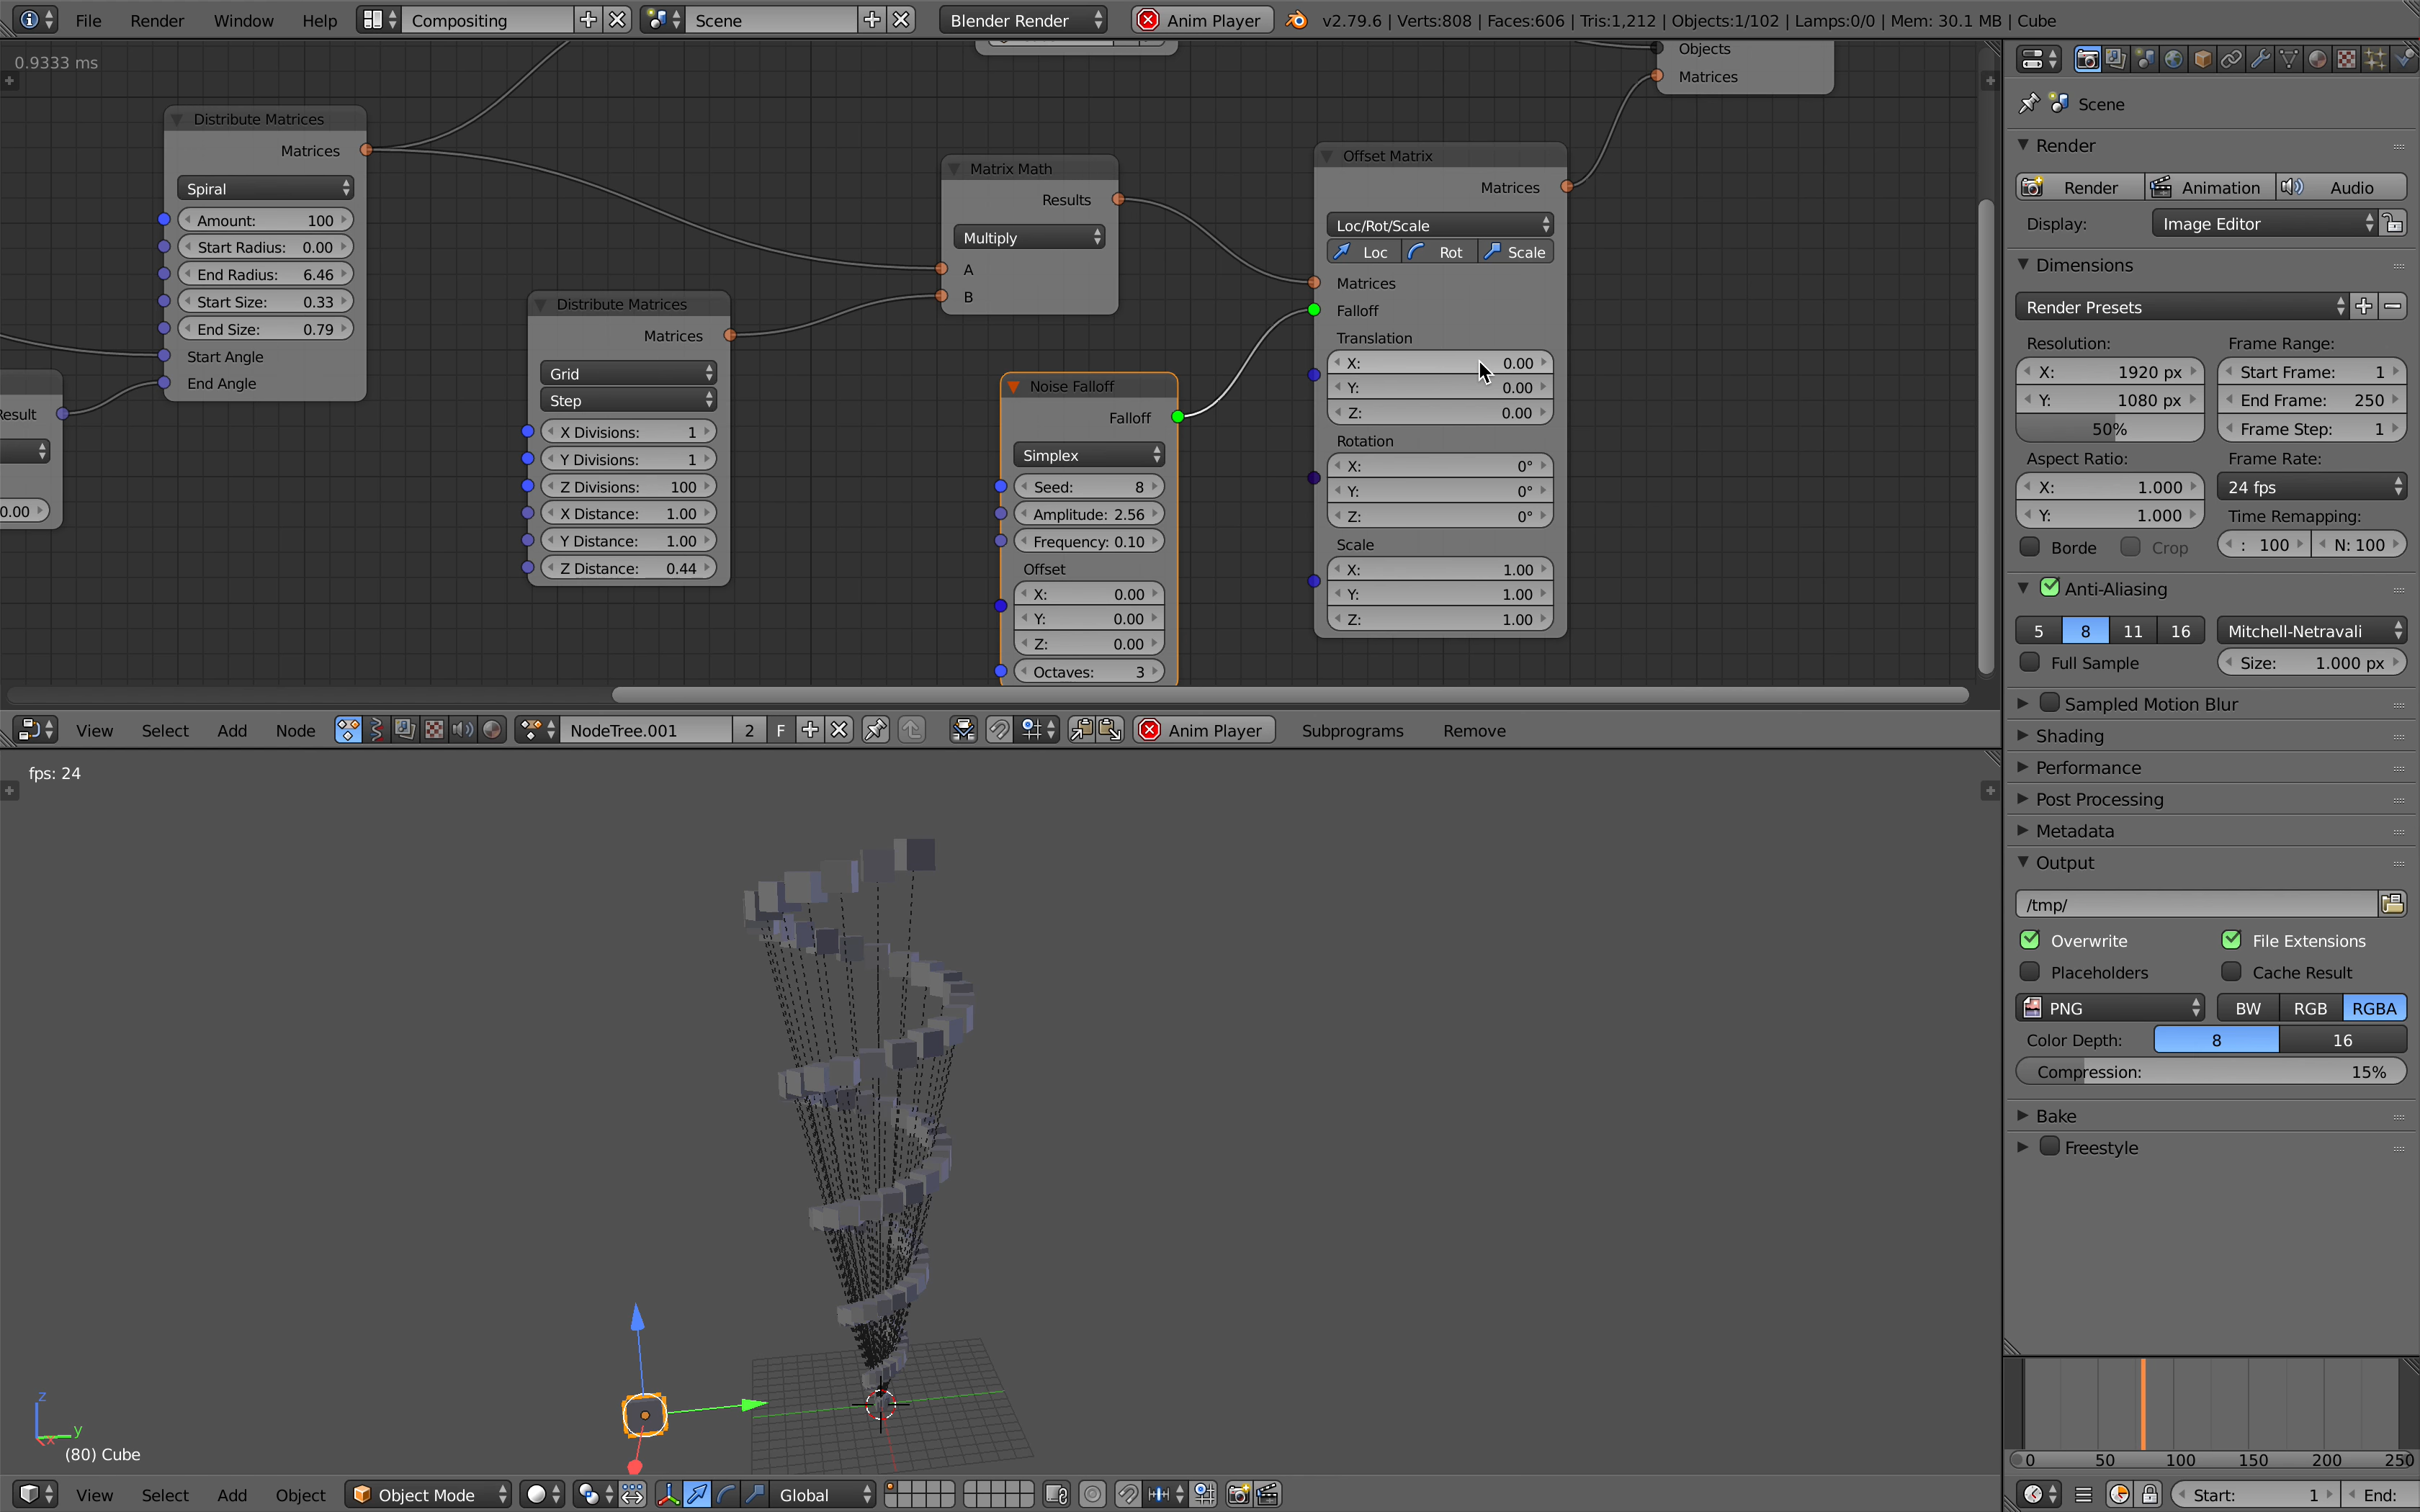 File Render Window Help Compositing Scene Blender Render Anim Player v2.79.6 | Verts:808 | Faces:606 | Tris:1,212 | Objects:1/102 | Lamps:0/0 | Mem: 30.1 MB | Cube
0.9333 ms
Objects
Matrices
Distribute Matrices
Matrices
Spiral
Amount: 100
Start Radius: 0.00
End Radius: 6.46
Start Size: 0.33
End Size: 0.79
Start Angle
End Angle
Result
0.00
Distribute Matrices
Matrices
Grid
Step
X Divisions: 1
Y Divisions: 1
Z Divisions: 100
X Distance: 1.00
Y Distance: 1.00
Z Distance: 0.44
Matrix Math
Results
Multiply
A
B
Noise Falloff
Falloff
Simplex
Seed: 8
Amplitude: 2.56
Frequency: 0.10
Offset
X: 0.00
Y: 0.00
Z: 0.00
Octaves: 3
Offset Matrix
Matrices
Loc/Rot/Scale
Loc Rot Scale
Matrices
Falloff
Translation
X: 0.00
Y: 0.00
Z: 0.00
Rotation
X: 0°
Y: 0°
Z: 0°
Scale
X: 1.00
Y: 1.00
Z: 1.00
View Select Add Node NodeTree.001 2 F Anim Player Subprograms Remove
fps: 24
z
y
x
(80) Cube
View Select Add Object Object Mode Global
Scene
Render
Render Animation Audio
Display: Image Editor
Dimensions
Render Presets
Resolution: Frame Range:
X: 1920 px Start Frame: 1
Y: 1080 px End Frame: 250
50% Frame Step: 1
Aspect Ratio: Frame Rate:
X: 1.000 24 fps
Y: 1.000 Time Remapping:
Borde Crop : 100 N: 100
Anti-Aliasing
5 8 11 16 Mitchell-Netravali
Full Sample Size: 1.000 px
Sampled Motion Blur
Shading
Performance
Post Processing
Metadata
Output
/tmp/
Overwrite File Extensions
Placeholders Cache Result
PNG BW RGB RGBA
Color Depth: 8 16
Compression: 15%
Bake
Freestyle
0 50 100 150 200 250
Start: 1 End: